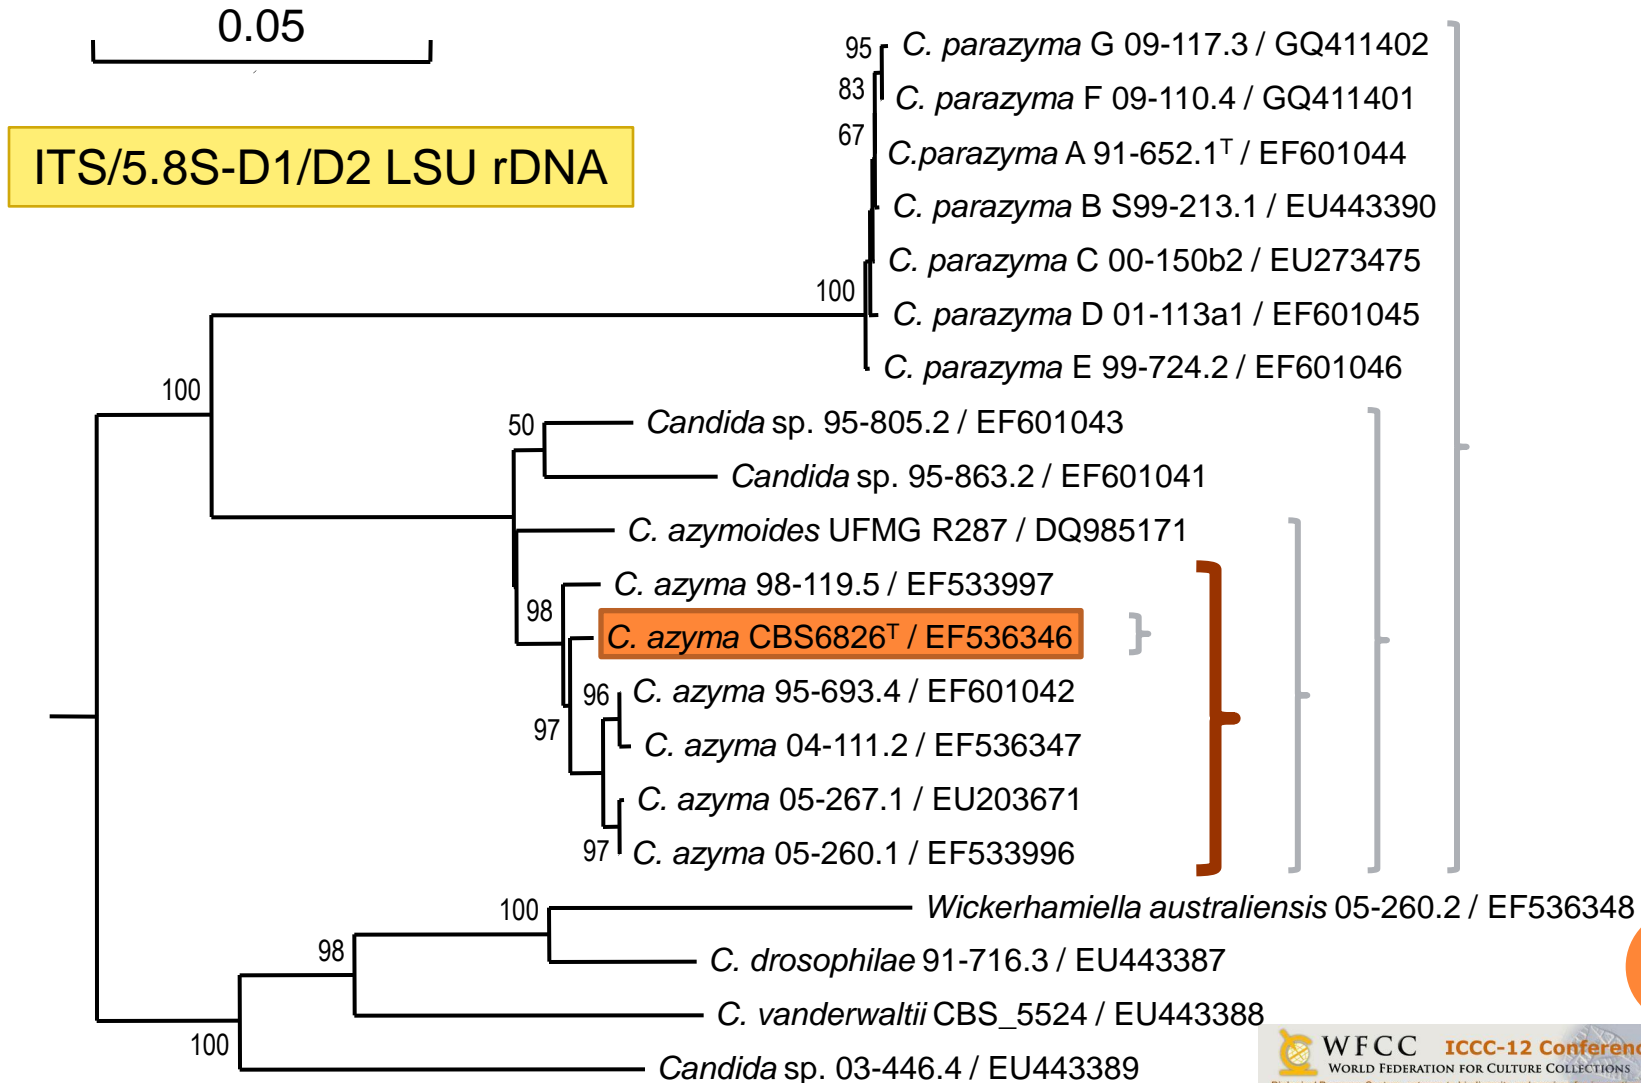 0.05
ITS/5.8S-D1/D2 LSU rDNA
95
C. parazyma G 09-117.3 / GQ411402
83
C. parazyma F 09-110.4 / GQ411401
67
C.parazyma A 91-652.1ᵀ / EF601044
C. parazyma B S99-213.1 / EU443390
C. parazyma C 00-150b2 / EU273475
100
C. parazyma D 01-113a1 / EF601045
C. parazyma E 99-724.2 / EF601046
100
50
Candida sp. 95-805.2 / EF601043
Candida sp. 95-863.2 / EF601041
C. azymoides UFMG R287 / DQ985171
C. azyma 98-119.5 / EF533997
98
C. azyma CBS6826ᵀ / EF536346
96
C. azyma 95-693.4 / EF601042
97
C. azyma 04-111.2 / EF536347
C. azyma 05-267.1 / EU203671
97
C. azyma 05-260.1 / EF533996
100
Wickerhamiella australiensis 05-260.2 / EF536348
98
C. drosophilae 91-716.3 / EU443387
C. vanderwaltii CBS_5524 / EU443388
100
Candida sp. 03-446.4 / EU443389
WFCC ICCC-12 Conferenc
WORLD FEDERATION FOR CULTURE COLLECTIONS